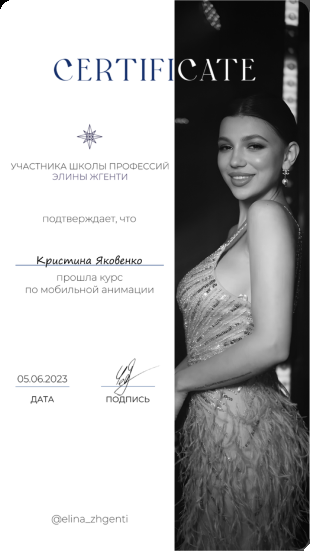 CERTIFICATE
УЧАСТНИКА ШКОЛЫ ПРОФЕССИЙ
ЭЛИНЫ ЖГЕНТИ
подтверждает, что
Кристина Яковенко
прошла курс
по мобильной анимации
05.06.2023
ДАТА
ПОДПИСЬ
@elina_zhgenti